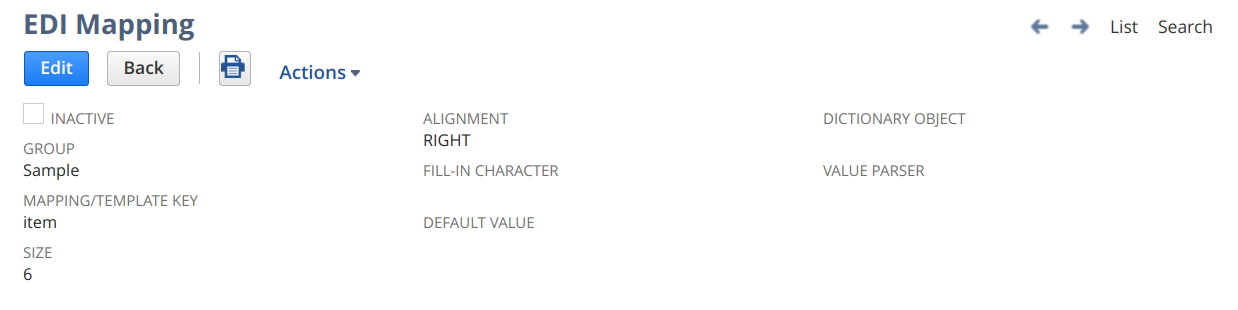 EDI Mapping
List
Search
Edit
Back
Actions
INACTIVE
GROUP
Sample
MAPPING/TEMPLATE KEY
item
SIZE
6
ALIGNMENT
RIGHT
FILL-IN CHARACTER
DEFAULT VALUE
DICTIONARY OBJECT
VALUE PARSER